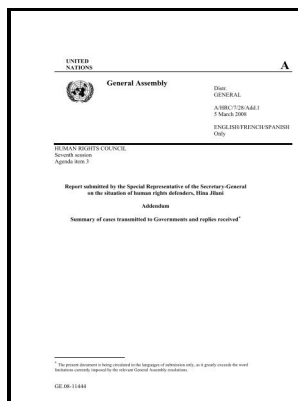 UNITED
NATIONS
A
General Assembly
Distr.
GENERAL
A/HRC/7/28/Add.1
5 March 2008
ENGLISH/FRENCH/SPANISH
Only
HUMAN RIGHTS COUNCIL
Seventh session
Agenda item 3
Report submitted by the Special Representative of the Secretary-General
on the situation of human rights defenders, Hina Jilani
Addendum
Summary of cases transmitted to Governments and replies received*
* The present document is being circulated in the languages of submission only, as it greatly exceeds the word
limitations currently imposed by the relevant General Assembly resolutions.
GE.08-11444